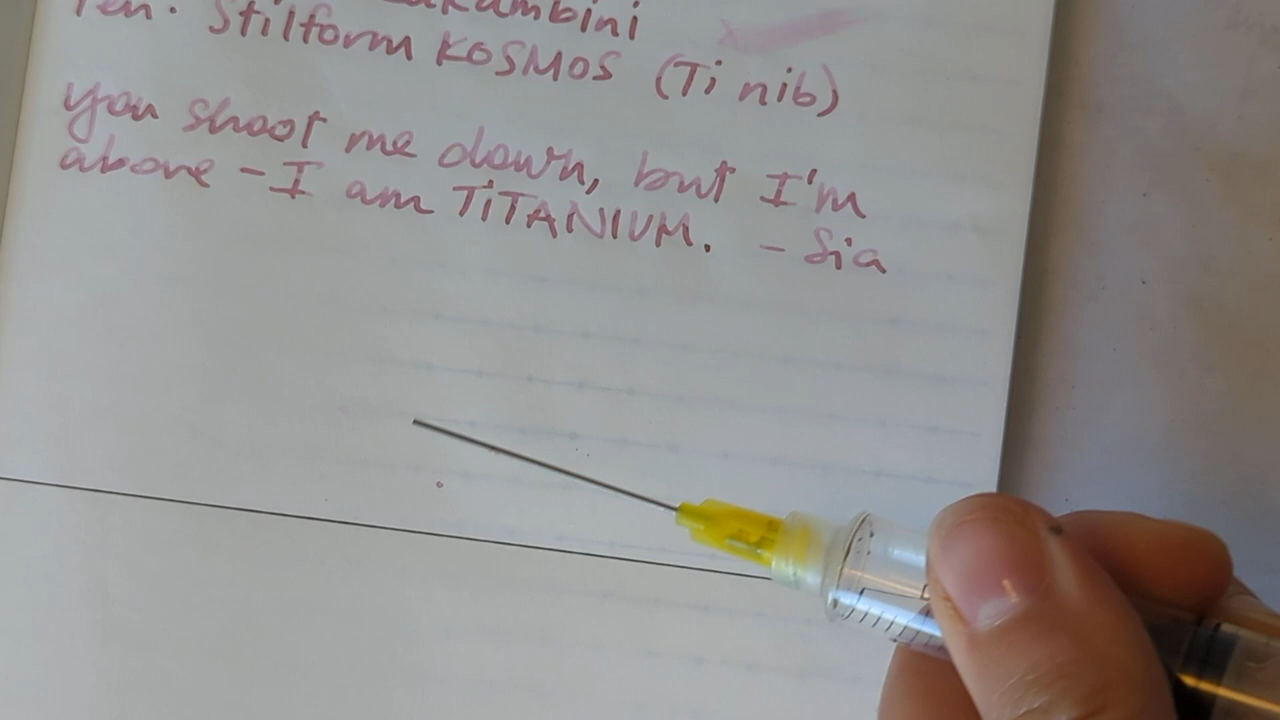 Pen: Stilform KOSMOS (Ti nib)
you shoot me down, but I'm
above - I am TiTANIUM. - Sia